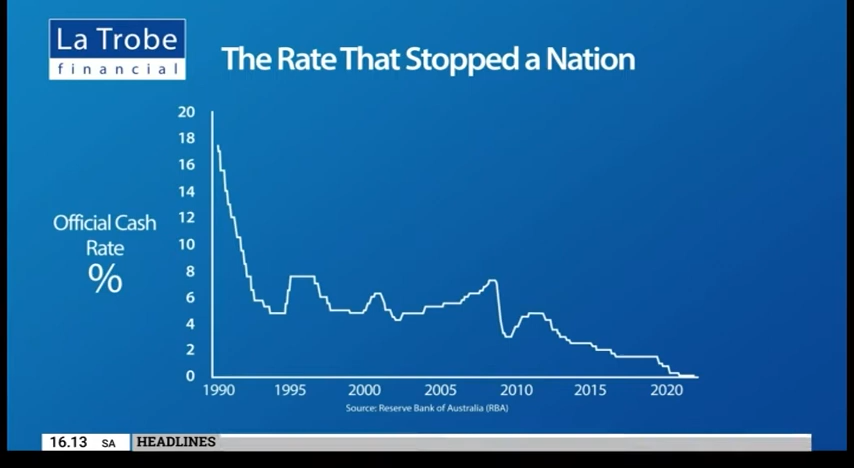 La Trobe
financial
The Rate That Stopped a Nation
20
18
16
14
12
10
8
6
4
2
0
Official Cash
Rate
%
1990 1995 2000 2005 2010 2015 2020
Source: Reserve Bank of Australia (RBA)
16.13 SA HEADLINES